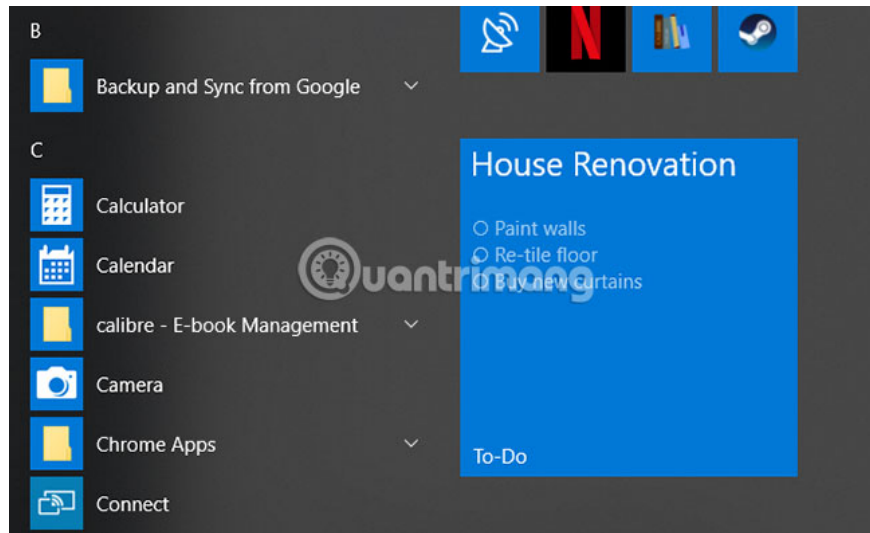 B
Backup and Sync from Google
C
Calculator
Calendar
calibre - E-book Management
Camera
Chrome Apps
Connect
N
House Renovation
Paint walls
Re-tile floor
Buy new curtains
To-Do
Quantrimang